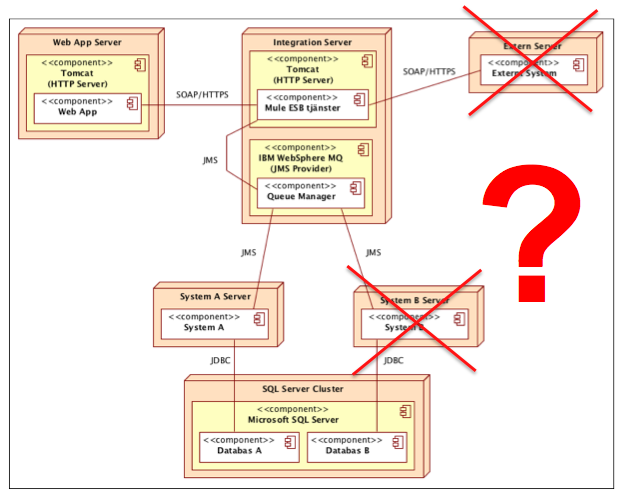 Web App Server
<<component>>
Tomcat
(HTTP Server)
<<component>>
Web App
SOAP/HTTPS
Integration Server
<<component>>
Tomcat
(HTTP Server)
<<component>>
Mule ESB tjänster
JMS
<<component>>
IBM WebSphere MQ
(JMS Provider)
<<component>>
Queue Manager
SOAP/HTTPS
Extern Server
<<component>>
Externt System
?
JMS
JMS
System A Server
<<component>>
System A
System B Server
<<component>>
System B
JDBC
JDBC
SQL Server Cluster
<<component>>
Microsoft SQL Server
<<component>>
Databas A
<<component>>
Databas B